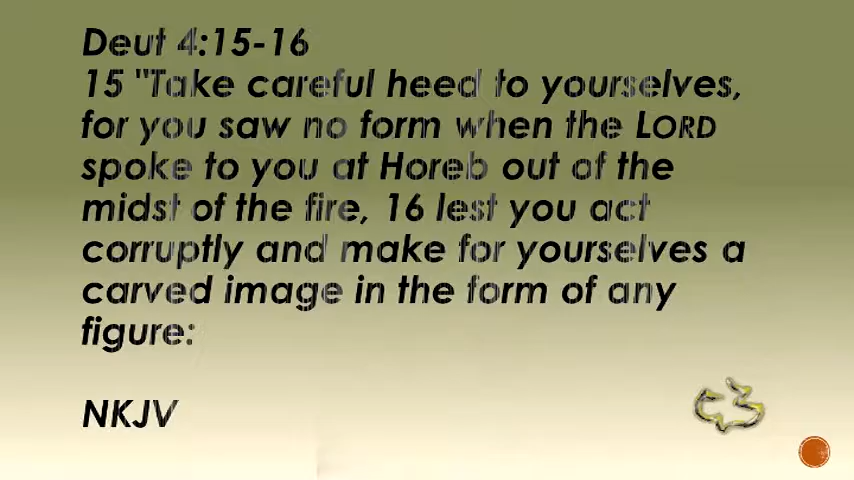 Deut 4:15-16
15 "Take careful heed to yourselves,
for you saw no form when the LORD
spoke to you at Horeb out of the
midst of the fire, 16 lest you act
corruptly and make for yourselves a
carved image in the form of any
figure:
NKJV